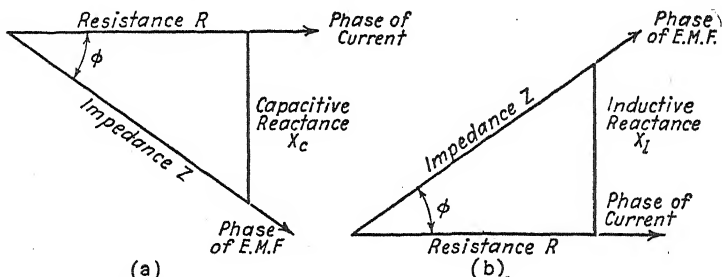 Resistance R
Phase of
Current
ϕ
Impedance Z
Capacitive
Reactance
Xc
Phase
of E.M.F
(a)
Phase
of E.M.F.
Impedance Z
Inductive
Reactance
XI
ϕ
Phase of
Current
Resistance R
(b)